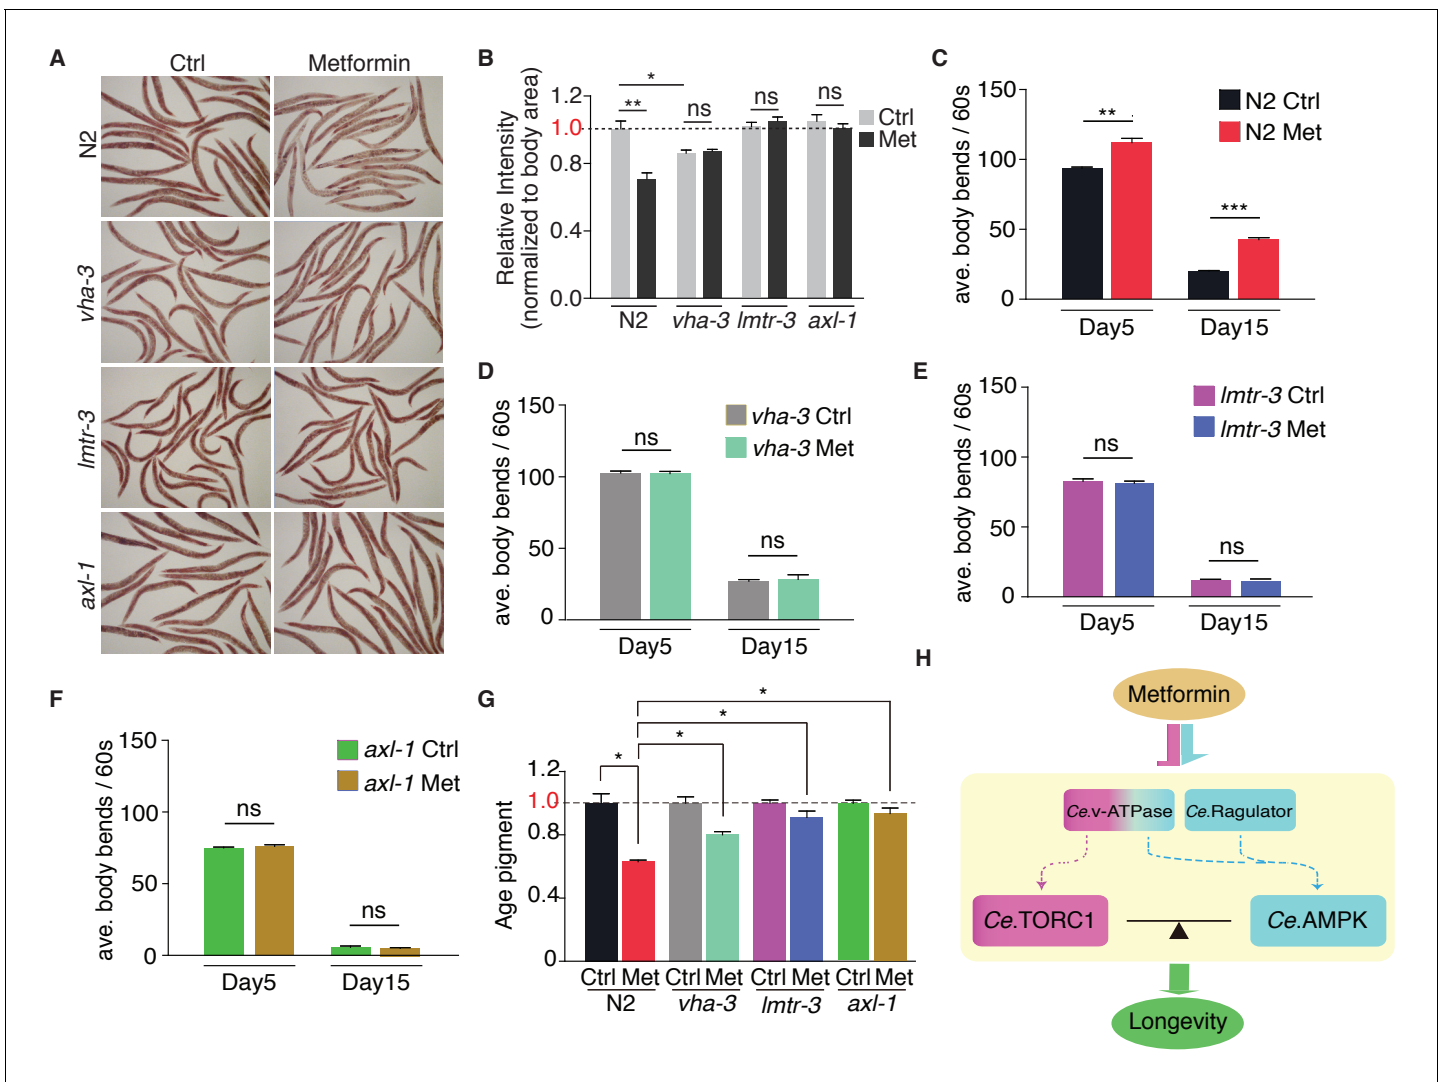 A
Ctrl
Metformin
N2
vha-3
lmtr-3
axl-1
B
Relative Intensity
(normalized to body area)
1.2
1.0
0.8
0.4
0.0
*
**
ns
ns
ns
Ctrl
Met
N2
vha-3
lmtr-3
axl-1
C
ave. body bends / 60s
150
100
50
0
**
***
N2 Ctrl
N2 Met
Day5
Day15
D
ave. body bends / 60s
150
100
50
0
ns
ns
vha-3 Ctrl
vha-3 Met
Day5
Day15
E
ave. body bends / 60s
150
100
50
0
ns
ns
lmtr-3 Ctrl
lmtr-3 Met
Day5
Day15
F
ave. body bends / 60s
150
100
50
0
ns
ns
axl-1 Ctrl
axl-1 Met
Day5
Day15
G
Age pigment
1.2
1.0
0.8
0.4
0
*
*
*
*
Ctrl Met Ctrl Met Ctrl Met Ctrl Met
N2
vha-3
lmtr-3
axl-1
H
Metformin
Ce.v-ATPase
Ce.Ragulator
Ce.TORC1
Ce.AMPK
Longevity